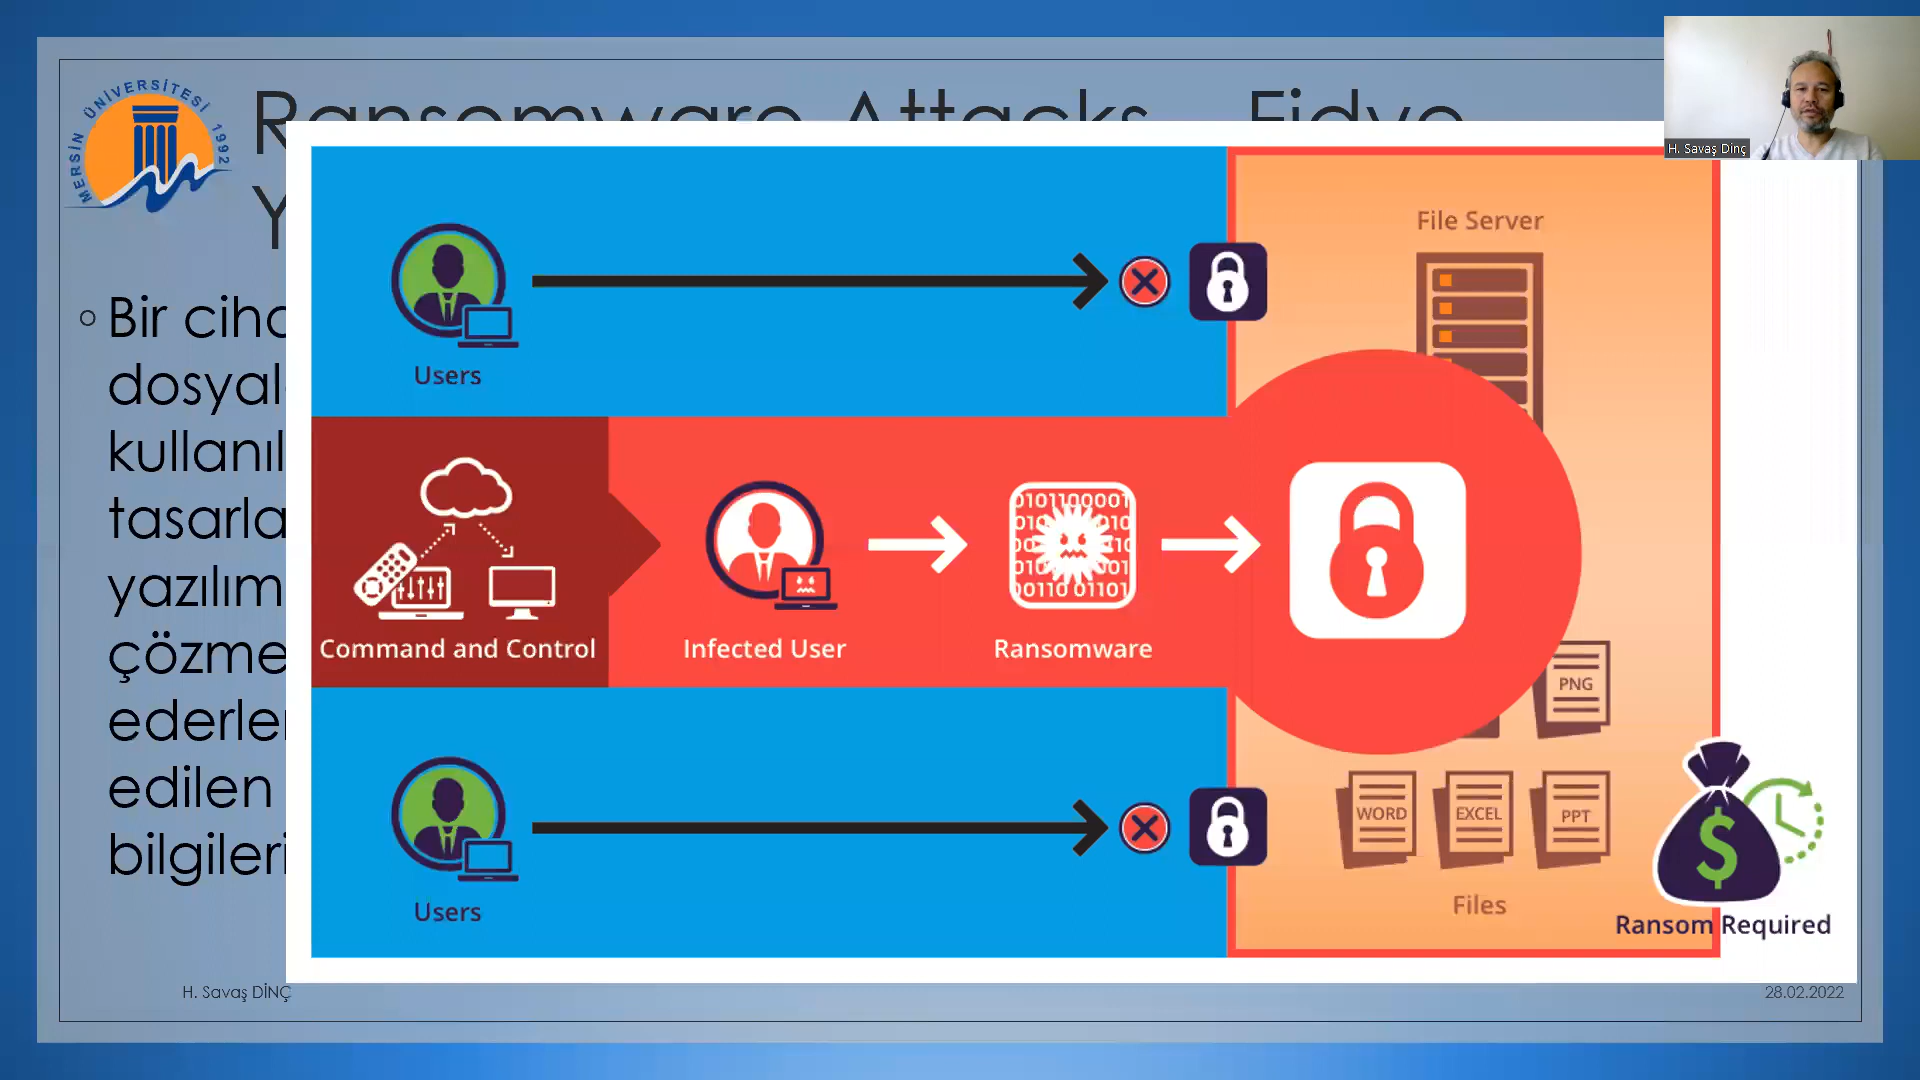 MERSİN ÜNİVERSİTESİ 1992
Ransomware Attacks Fidye
H. Savaş Dinç
Bir
dosyal
kullanıl
tasarla
yazılım
çözme
ederler
edilen
bilgileri
File Server
Users
Command and Control
Infected User
Ransomware
PNG
WORD
EXCEL
PPT
Users
Files
Ransom Required
H. Savaş DİNÇ
28.02.2022